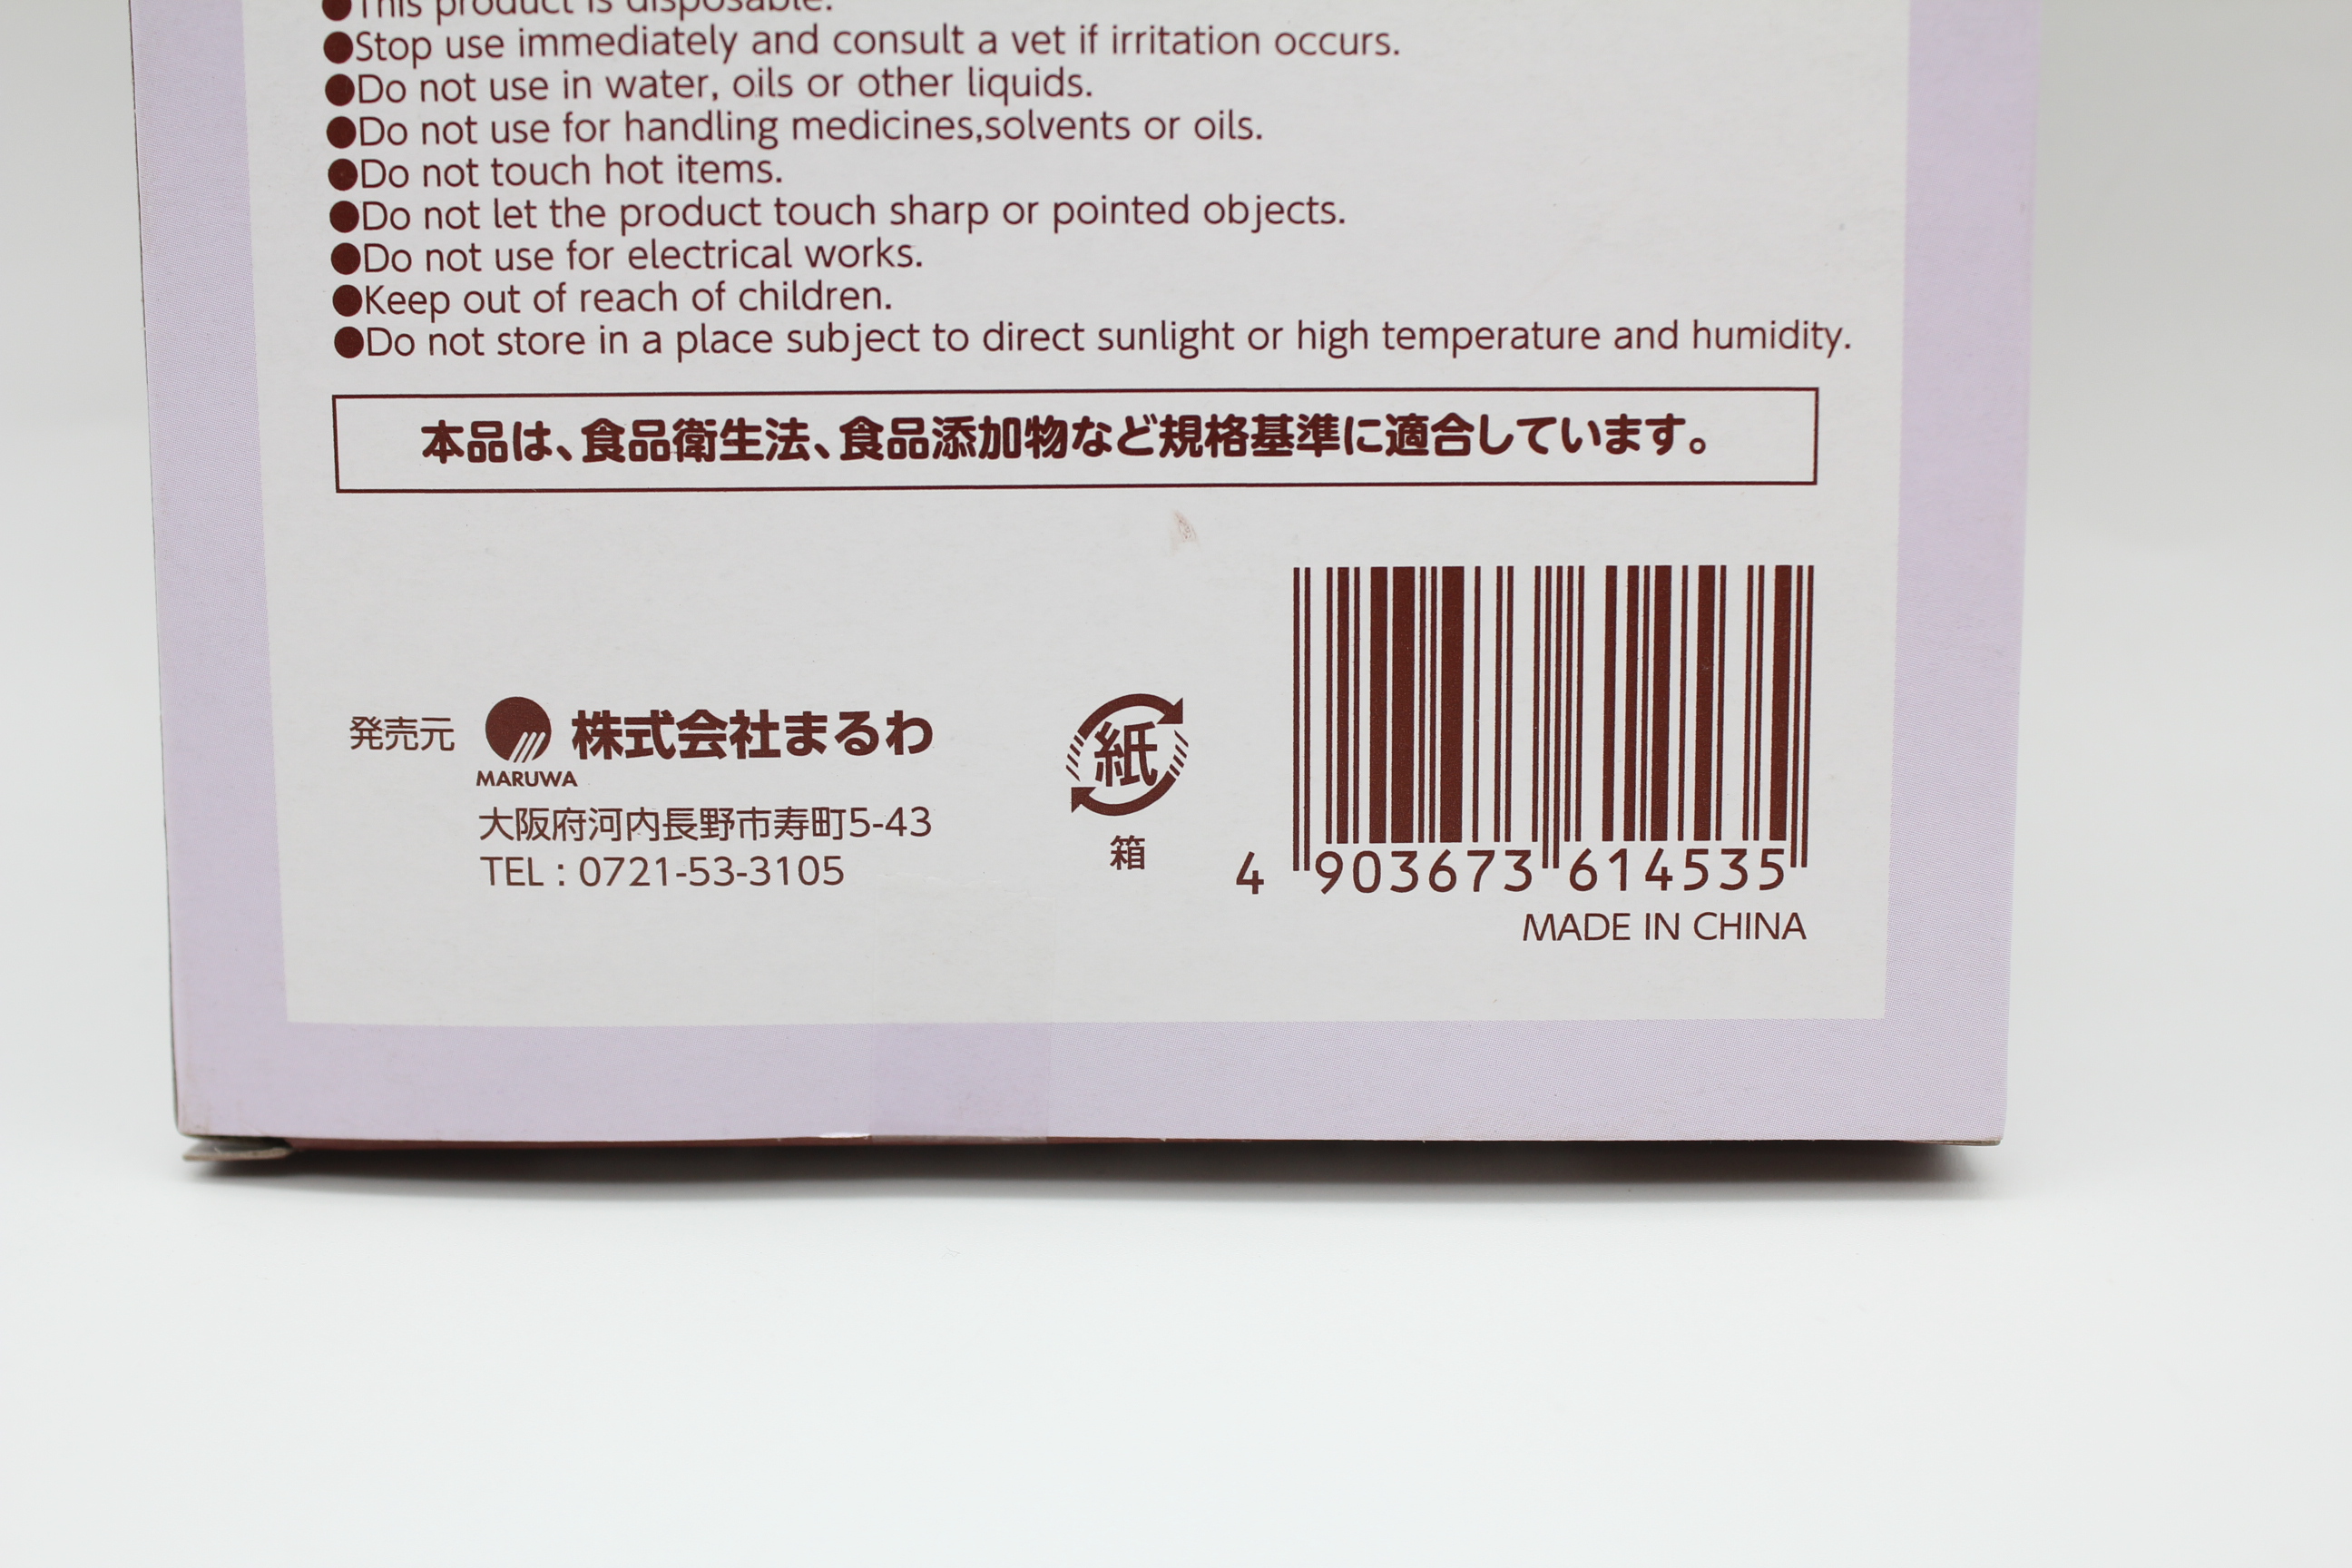 ●This product is disposable.
●Stop use immediately and consult a vet if irritation occurs.
●Do not use in water, oils or other liquids.
●Do not use for handling medicines,solvents or oils.
●Do not touch hot items.
●Do not let the product touch sharp or pointed objects.
●Do not use for electrical works.
●Keep out of reach of children.
●Do not store in a place subject to direct sunlight or high temperature and humidity.
本品は、食品衛生法、食品添加物など規格基準に適合しています。
発売元 株式会社まるわ
MARUWA
大阪府河内長野市寿町5-43
TEL : 0721-53-3105
紙
箱
4 903673 614535
MADE IN CHINA